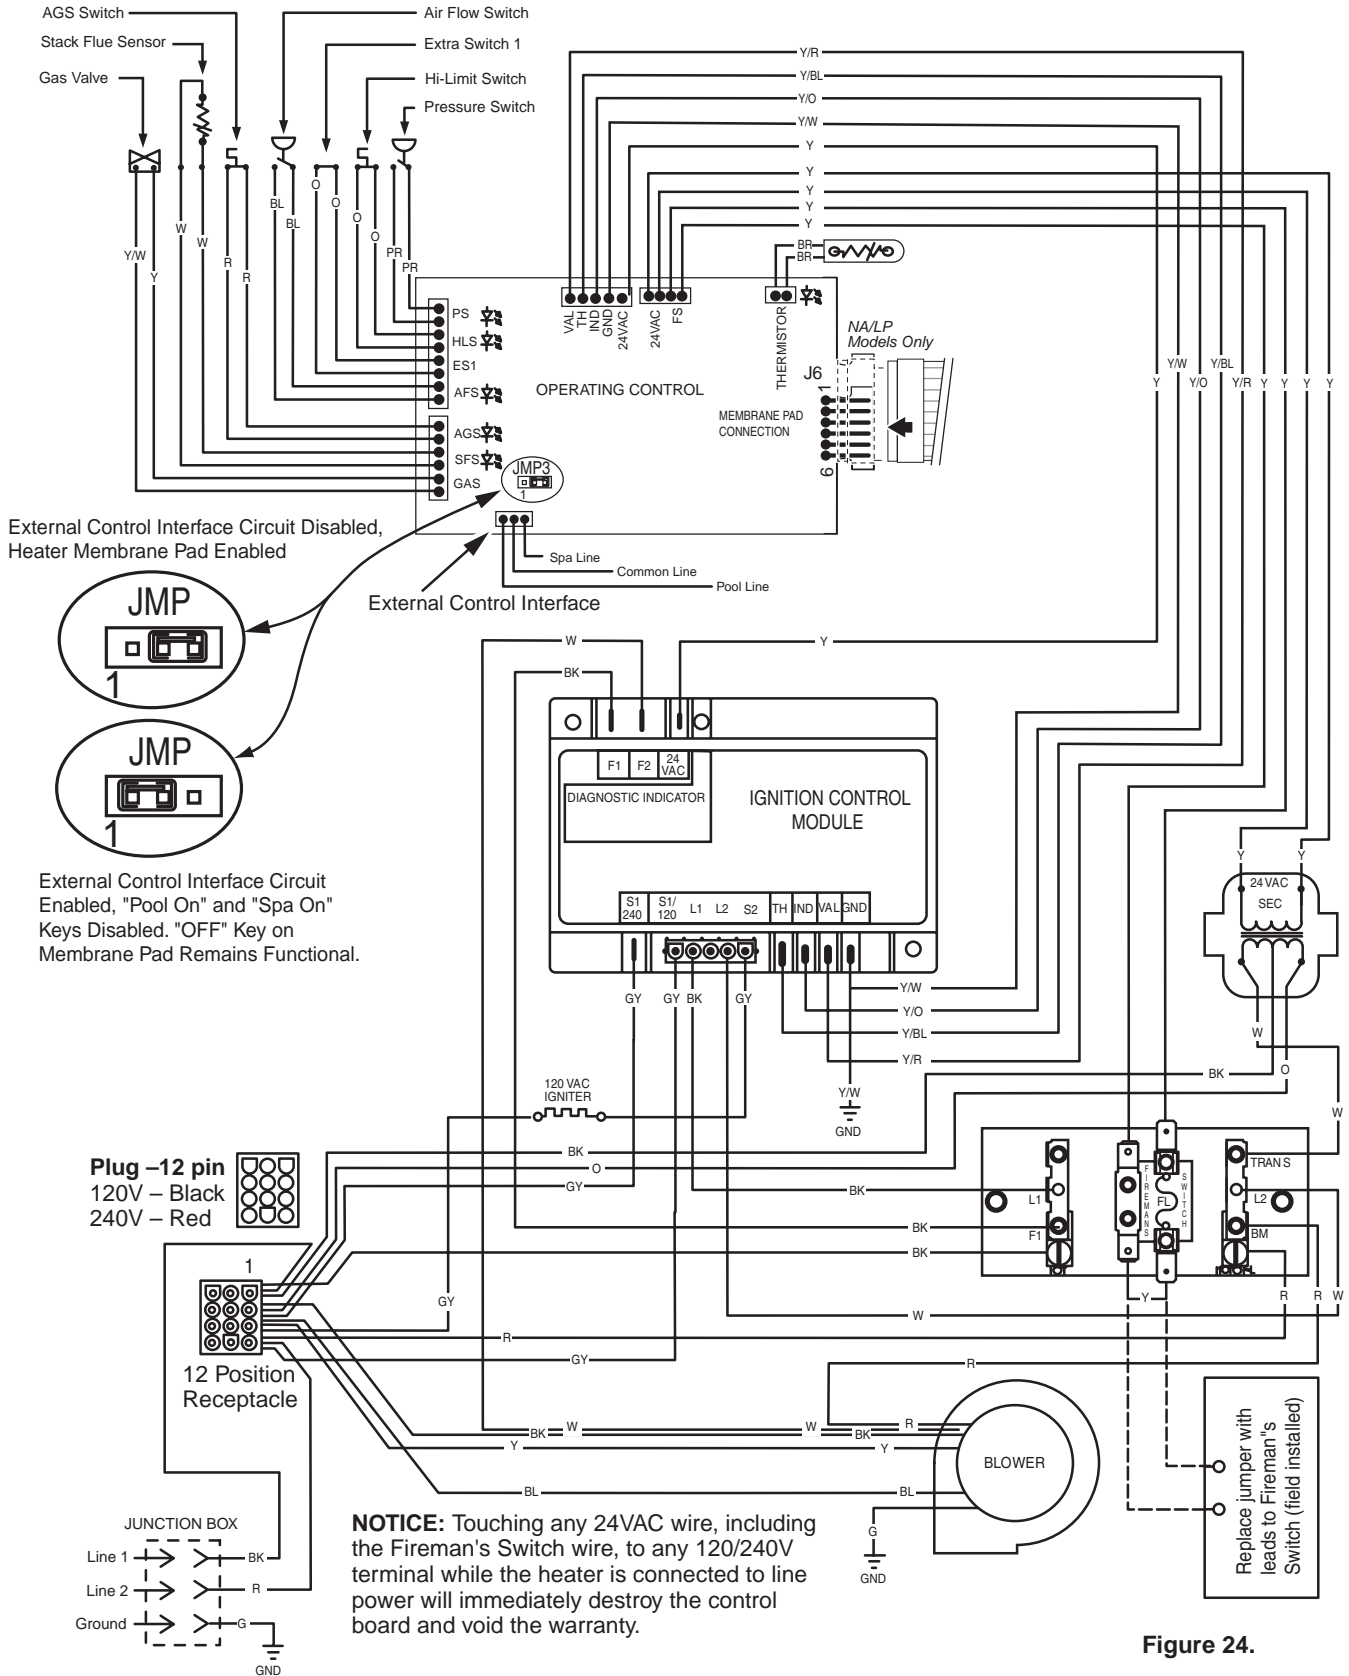 AGS Switch
Stack Flue Sensor
Gas Valve
Air Flow Switch
Extra Switch 1
Hi-Limit Switch
Pressure Switch
Y/R
Y/BL
Y/O
Y/W
Y
Y
Y
Y
Y
BR
BR
Y/W
Y
W
W
R
R
BL
BL
O
O
O
O
PR
PR
PS
HLS
ES1
AFS
AGS
SFS
GAS
VAL
TH
IND
GND
24VAC
24VAC
FS
THERMISTOR
OPERATING CONTROL
NA/LP
Models Only
J6
1
6
MEMBRANE PAD
CONNECTION
JMP3
1
Y
Y/W
Y/O
Y/BL
Y/R
Y
Y
Y
Y
External Control Interface Circuit Disabled,
Heater Membrane Pad Enabled
JMP
1
JMP
1
External Control Interface Circuit
Enabled, "Pool On" and "Spa On"
Keys Disabled. "OFF" Key on
Membrane Pad Remains Functional.
Spa Line
Common Line
Pool Line
External Control Interface
W
BK
Y
F1
F2
24
VAC
DIAGNOSTIC INDICATOR
IGNITION CONTROL
MODULE
S1
240
S1/
120
L1
L2
S2
TH
IND
VAL
GND
GY
GY
BK
GY
Y/W
Y/O
Y/BL
Y/R
Y/W
GND
Y
Y
24 VAC
SEC
W
O
BK
W
120 VAC
IGNITER
BK
O
GY
BK
BK
BK
GY
W
R
GY
L1
F1
FIREMANS
FL
SWITCH
TRANS
L2
BM
Y
R
R
W
Plug –12 pin
120V – Black
240V – Red
1
12 Position
Receptacle
R
W
W
R
BK
BK
Y
Y
BL
BL
BLOWER
G
GND
Replace jumper with
leads to Fireman"s
Switch (field installed)
JUNCTION BOX
Line 1
BK
Line 2
R
Ground
G
GND
NOTICE: Touching any 24VAC wire, including
the Fireman's Switch wire, to any 120/240V
terminal while the heater is connected to line
power will immediately destroy the control
board and void the warranty.
Figure 24.